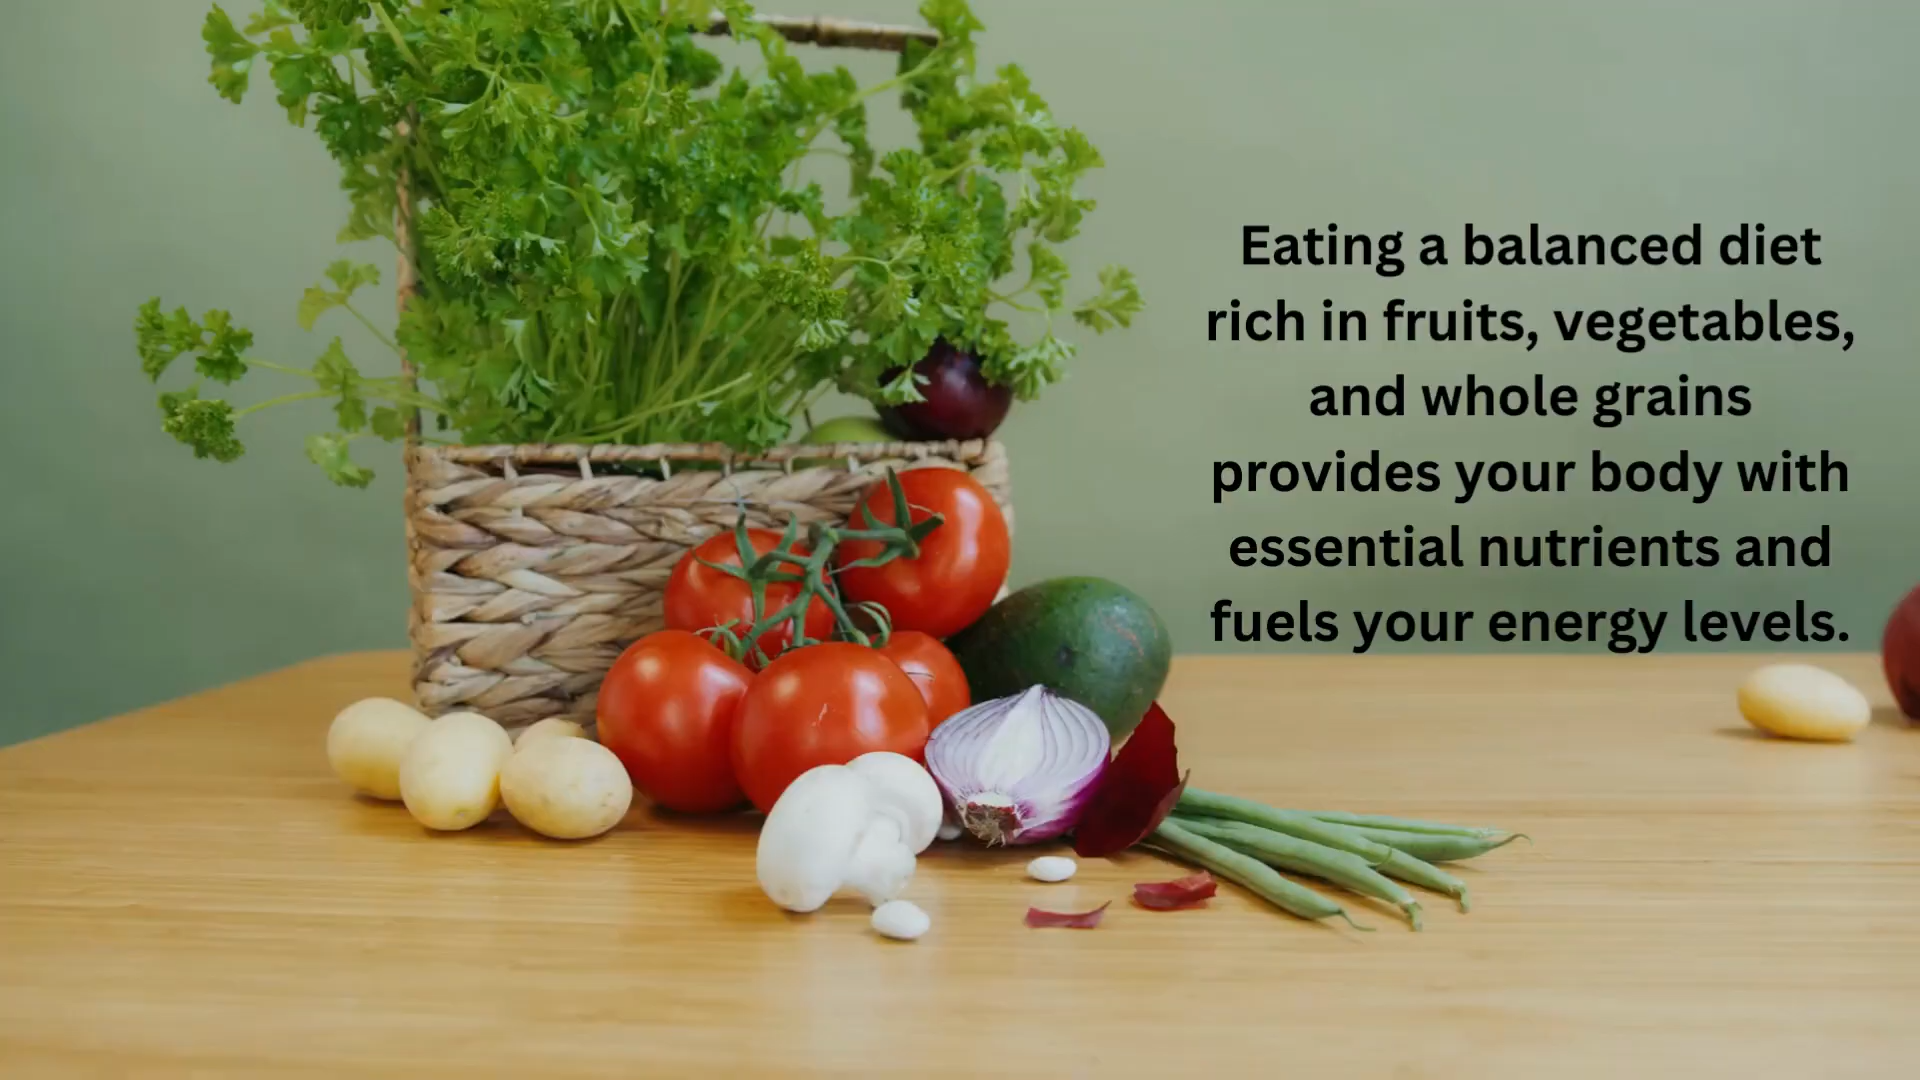 Eating a balanced diet
rich in fruits, vegetables,
and whole grains
provides your body with
essential nutrients and
fuels your energy levels.